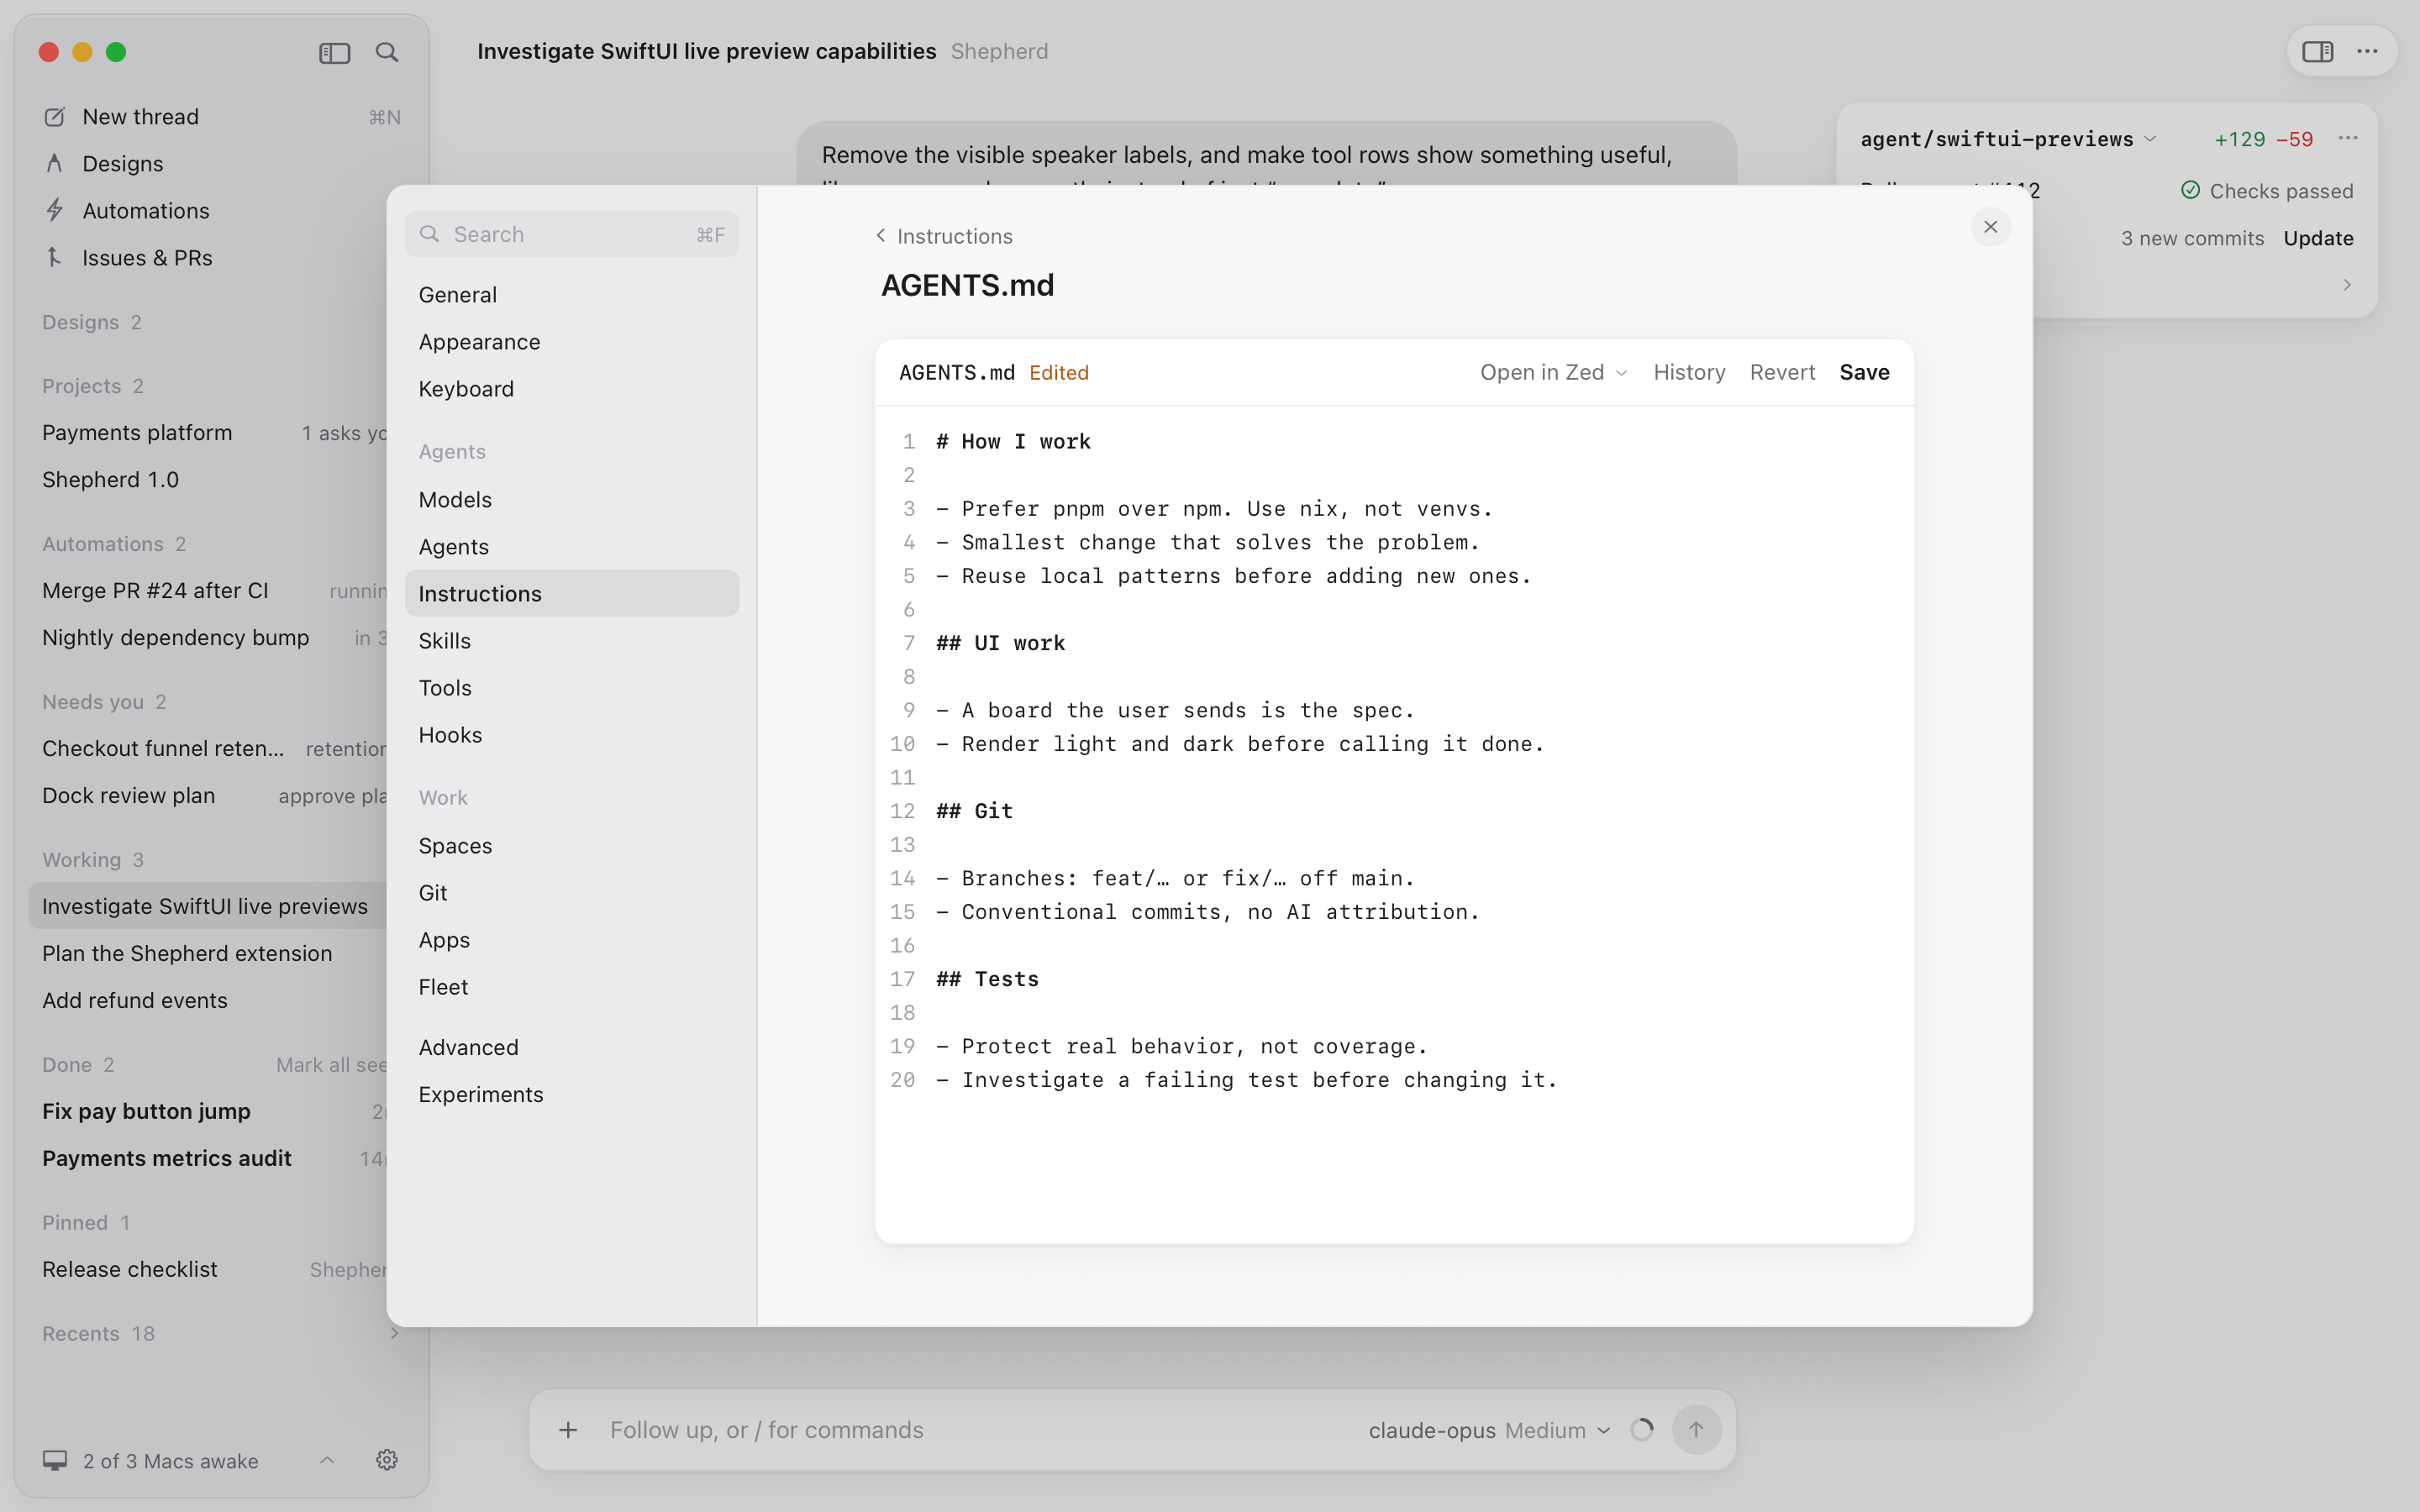 Investigate SwiftUI live preview capabilities Shepherd
New thread ⌘N
Designs
Automations
Issues & PRs
Designs 2
Projects 2
Payments platform 1 asks
Shepherd 1.0
Automations 2
Merge PR #24 after CI
Nightly dependency bump in
Needs you 2
Checkout funnel reten…
Dock review plan approve
Working 3
Investigate SwiftUI live previews
Plan the Shepherd extension
Add refund events
Done 2 Mark all
Fix pay button jump
Payments metrics audit
Pinned 1
Release checklist
Recents 18
2 of 3 Macs awake
Remove the visible speaker labels, and make tool rows show something useful,
agent/swiftui-previews +129 −59
Checks passed
3 new commits Update
Search ⌘F
General
Appearance
Keyboard
Agents
Models
Agents
Instructions
Skills
Tools
Hooks
Work
Spaces
Git
Apps
Fleet
Advanced
Experiments
Instructions
AGENTS.md
AGENTS.md Edited Open in Zed History Revert Save
1 # How I work
2
3 – Prefer pnpm over npm. Use nix, not venvs.
4 – Smallest change that solves the problem.
5 – Reuse local patterns before adding new ones.
6
7 ## UI work
8
9 – A board the user sends is the spec.
10 – Render light and dark before calling it done.
11
12 ## Git
13
14 – Branches: feat/… or fix/… off main.
15 – Conventional commits, no AI attribution.
16
17 ## Tests
18
19 – Protect real behavior, not coverage.
20 – Investigate a failing test before changing it.
Follow up, or / for commands claude-opus Medium